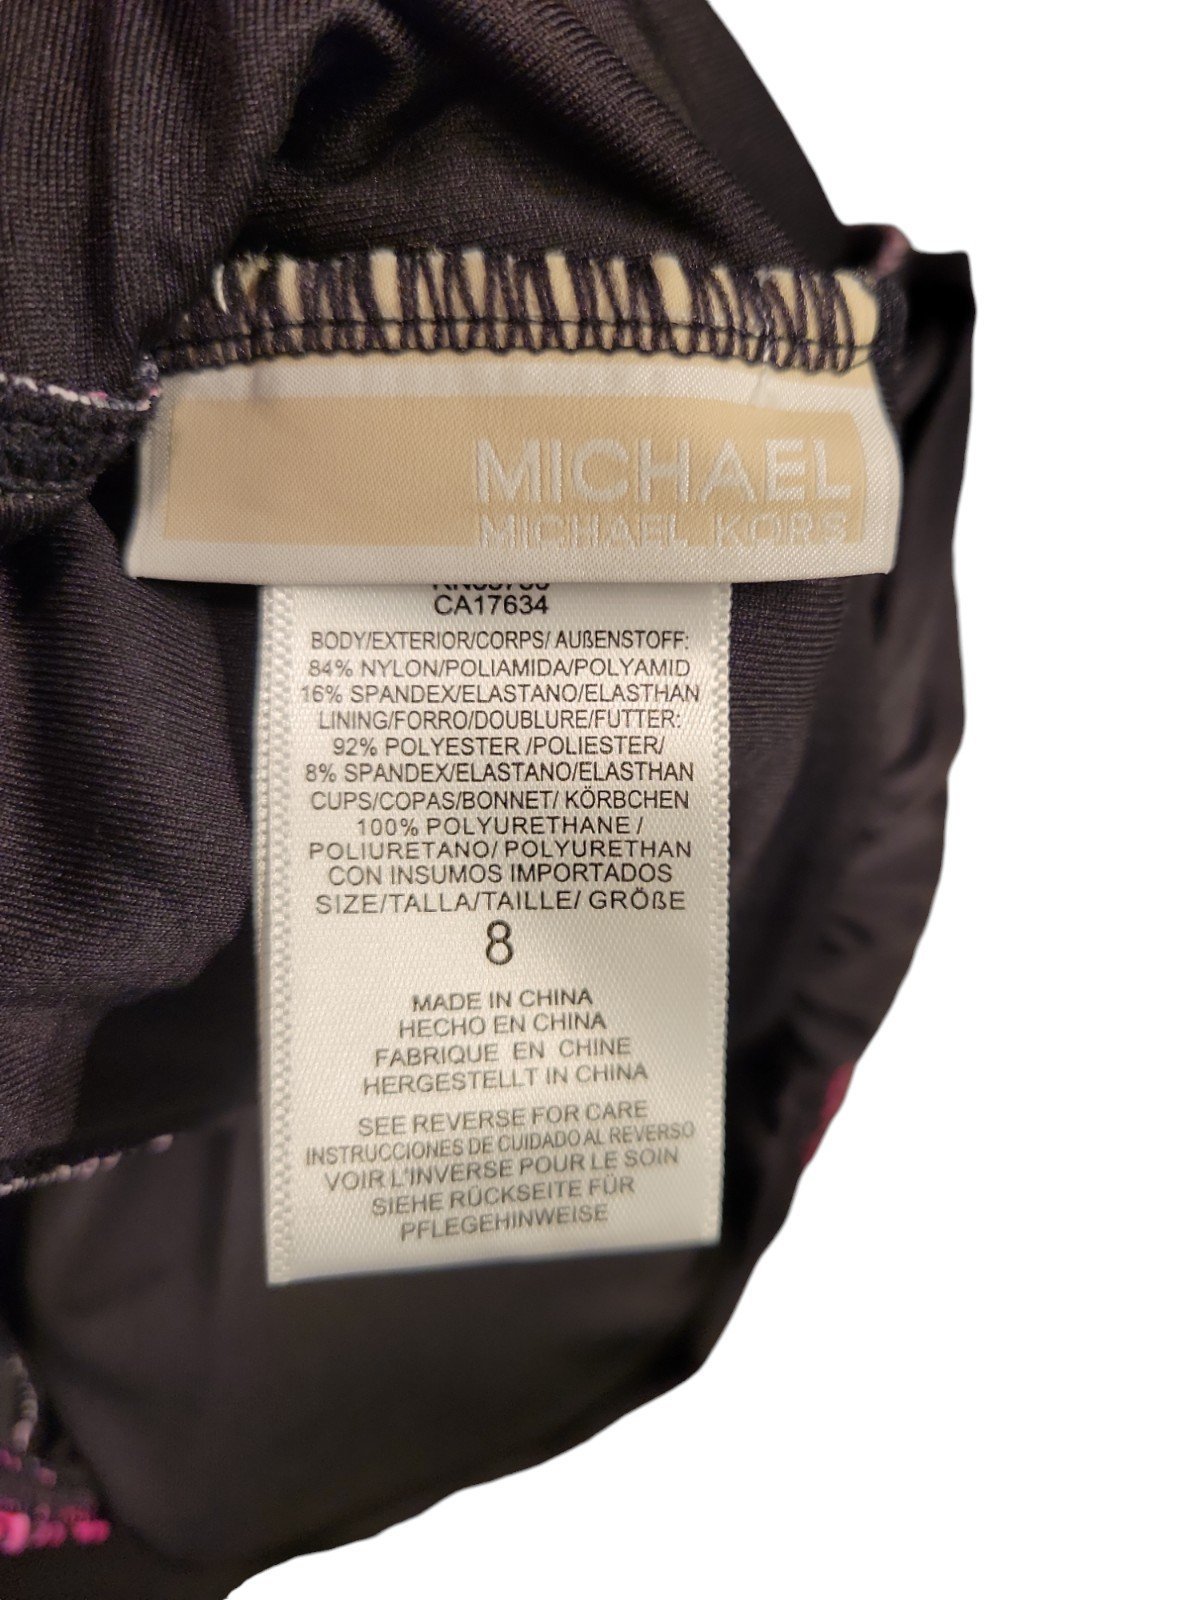 MICHAEL
MICHAEL KORS
CA17634
BODY/EXTERIOR/CORPS/ AUßENSTOFF:
84% NYLON/POLIAMIDA/POLYAMID
16% SPANDEX/ELASTANO/ELASTHAN
LINING/FORRO/DOUBLURE/FUTTER:
92% POLYESTER /POLIESTER/
8% SPANDEX/ELASTANO/ELASTHAN
CUPS/COPAS/BONNET/ KÖRBCHEN
100% POLYURETHANE /
POLIURETANO/ POLYURETHAN
CON INSUMOS IMPORTADOS
SIZE/TALLA/TAILLE/ GRÖßE
8
MADE IN CHINA
HECHO EN CHINA
FABRIQUE EN CHINE
HERGESTELLT IN CHINA
SEE REVERSE FOR CARE
INSTRUCCIONES DE CUIDADO AL REVERSO
VOIR L'INVERSE POUR LE SOIN
SIEHE RÜCKSEITE FÜR
PFLEGEHINWEISE